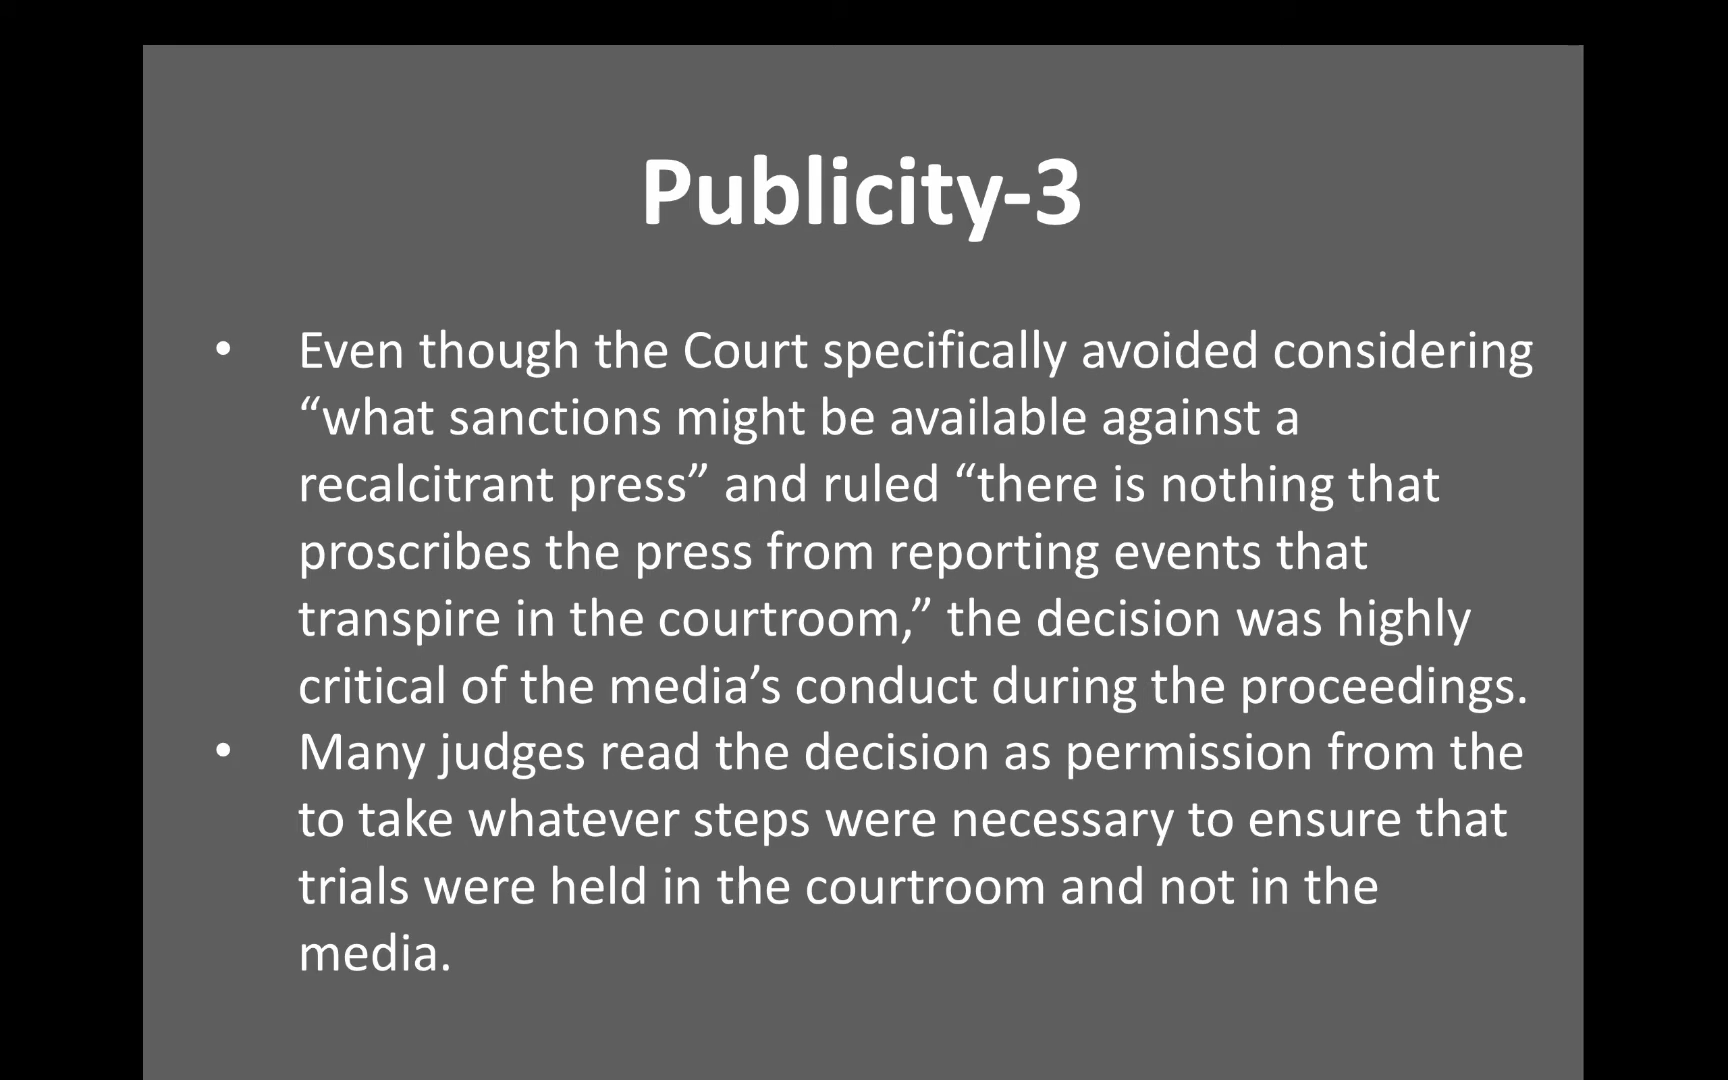 Publicity-3
• Even though the Court specifically avoided considering
“what sanctions might be available against a
recalcitrant press” and ruled “there is nothing that
proscribes the press from reporting events that
transpire in the courtroom,” the decision was highly
critical of the media’s conduct during the proceedings.
• Many judges read the decision as permission from the
to take whatever steps were necessary to ensure that
trials were held in the courtroom and not in the
media.